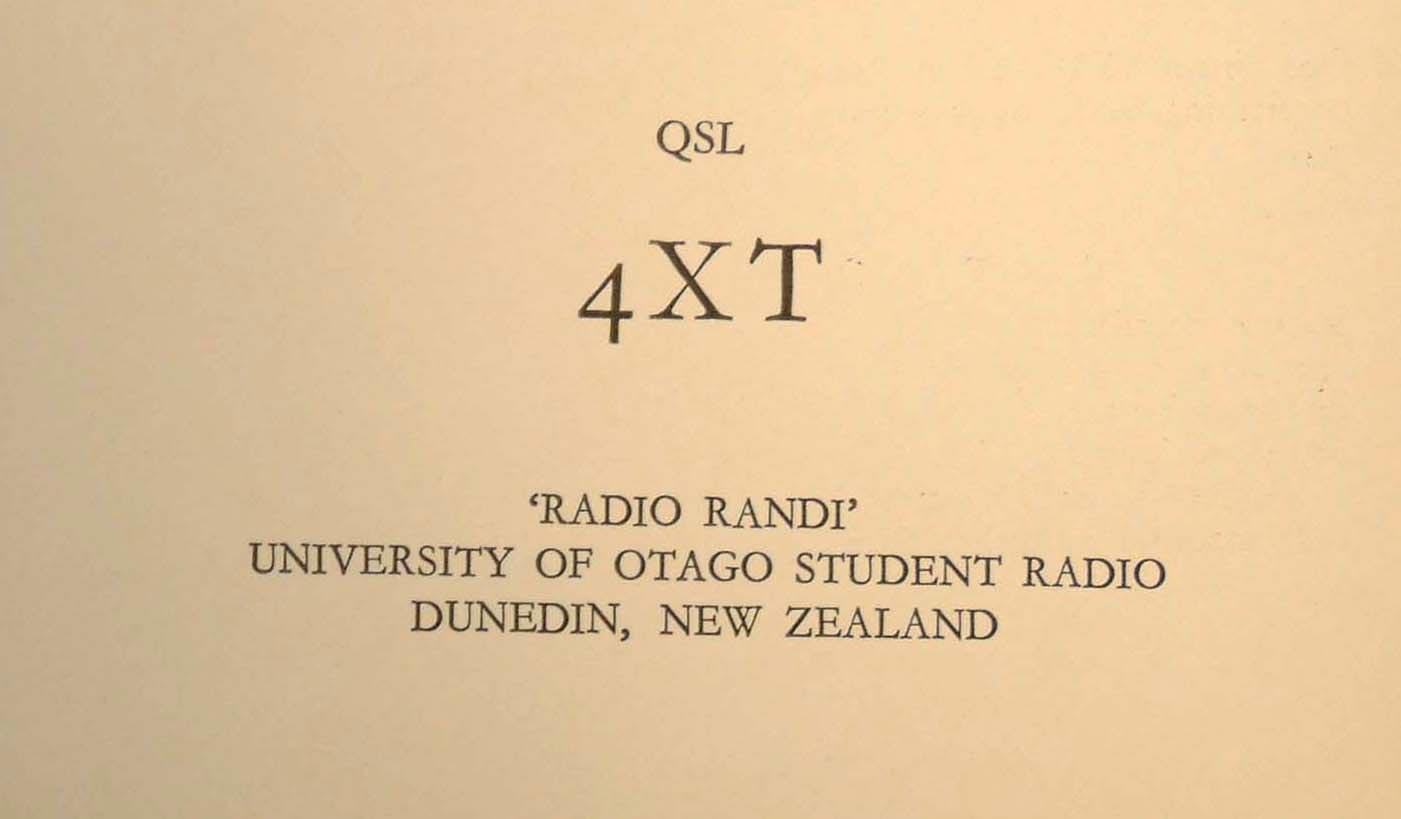 QSL
4XT
‘RADIO RANDI’
UNIVERSITY OF OTAGO STUDENT RADIO
DUNEDIN, NEW ZEALAND